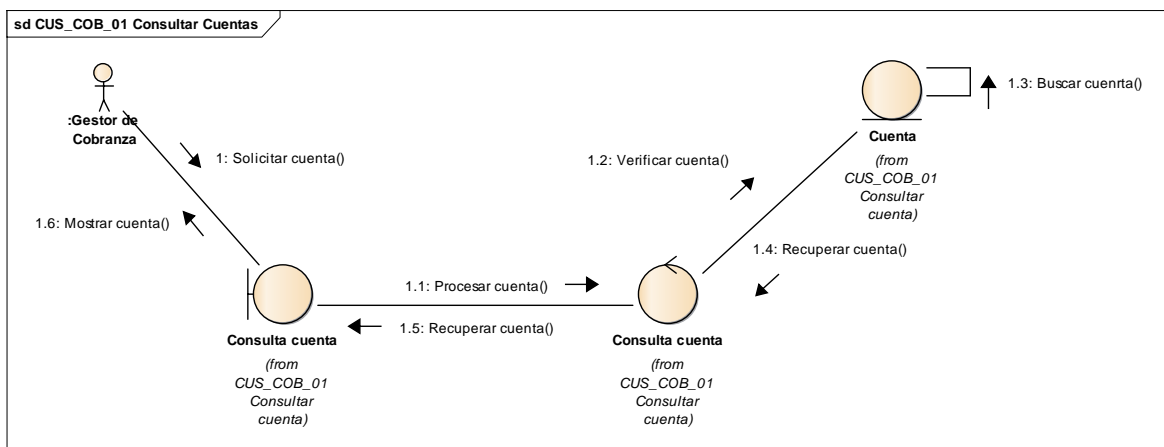 sd CUS_COB_01 Consultar Cuentas
:Gestor de
Cobranza
1: Solicitar cuenta()
1.6: Mostrar cuenta()
Consulta cuenta
(from
CUS_COB_01
Consultar
cuenta)
1.1: Procesar cuenta()
1.5: Recuperar cuenta()
Consulta cuenta
(from
CUS_COB_01
Consultar
cuenta)
1.2: Verificar cuenta()
1.4: Recuperar cuenta()
Cuenta
(from
CUS_COB_01
Consultar
cuenta)
1.3: Buscar cuenrta()